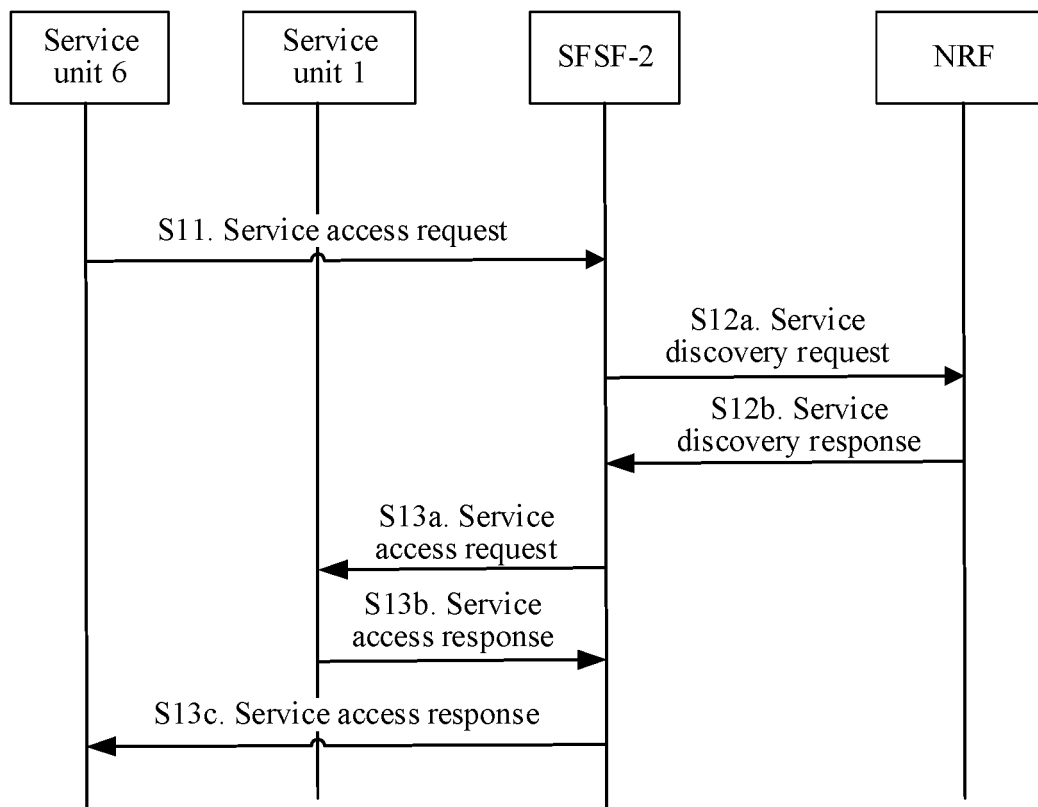 Service
unit 6
Service
unit 1
SFSF-2
NRF
S11. Service access request
S12a. Service
discovery request
S12b. Service
discovery response
S13a. Service
access request
S13b. Service
access response
S13c. Service access response